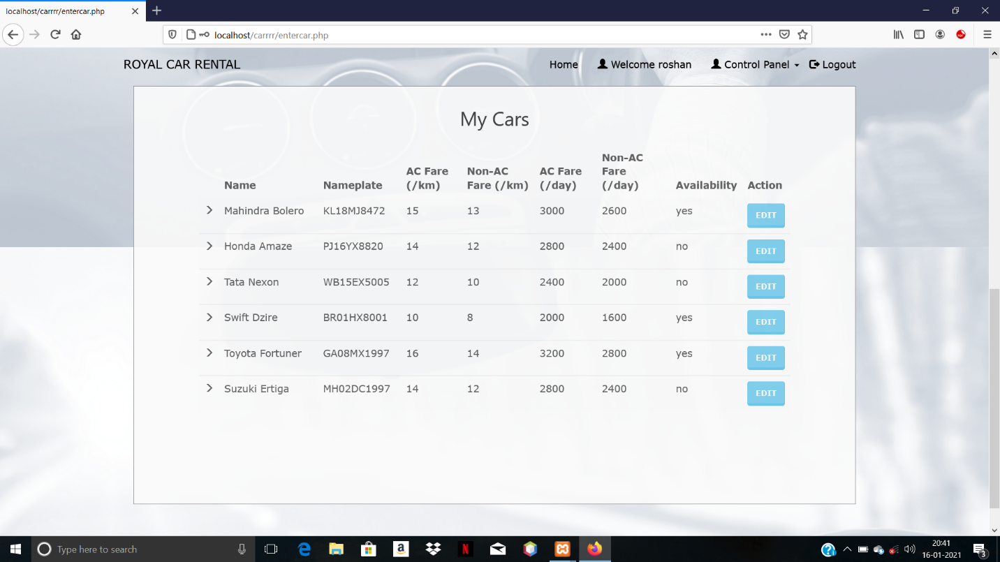 localhost/carrrr/entercar.php
localhost/carrrr/entercar.php
ROYAL CAR RENTAL
Home
Welcome roshan
Control Panel
Logout
My Cars
Name Nameplate AC Fare (/km) Non-AC Fare (/km) AC Fare (/day) Non-AC Fare (/day) Availability Action
Mahindra Bolero KL18MJ8472 15 13 3000 2600 yes EDIT
Honda Amaze PJ16YX8820 14 12 2800 2400 no EDIT
Tata Nexon WB15EX5005 12 10 2400 2000 no EDIT
Swift Dzire BR01HX8001 10 8 2000 1600 yes EDIT
Toyota Fortuner GA08MX1997 16 14 3200 2800 yes EDIT
Suzuki Ertiga MH02DC1997 14 12 2800 2400 no EDIT
Type here to search
20:41
16-01-2021
3